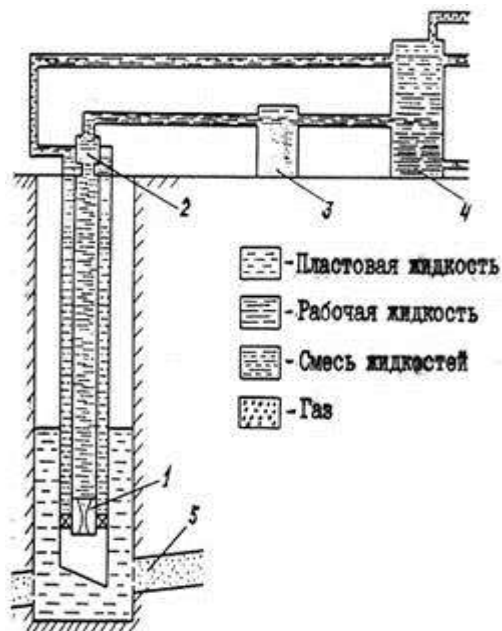 2
3
4
- Пластовая жидкость
- Рабочая жидкость
- Смесь жидкостей
- Газ
1
5